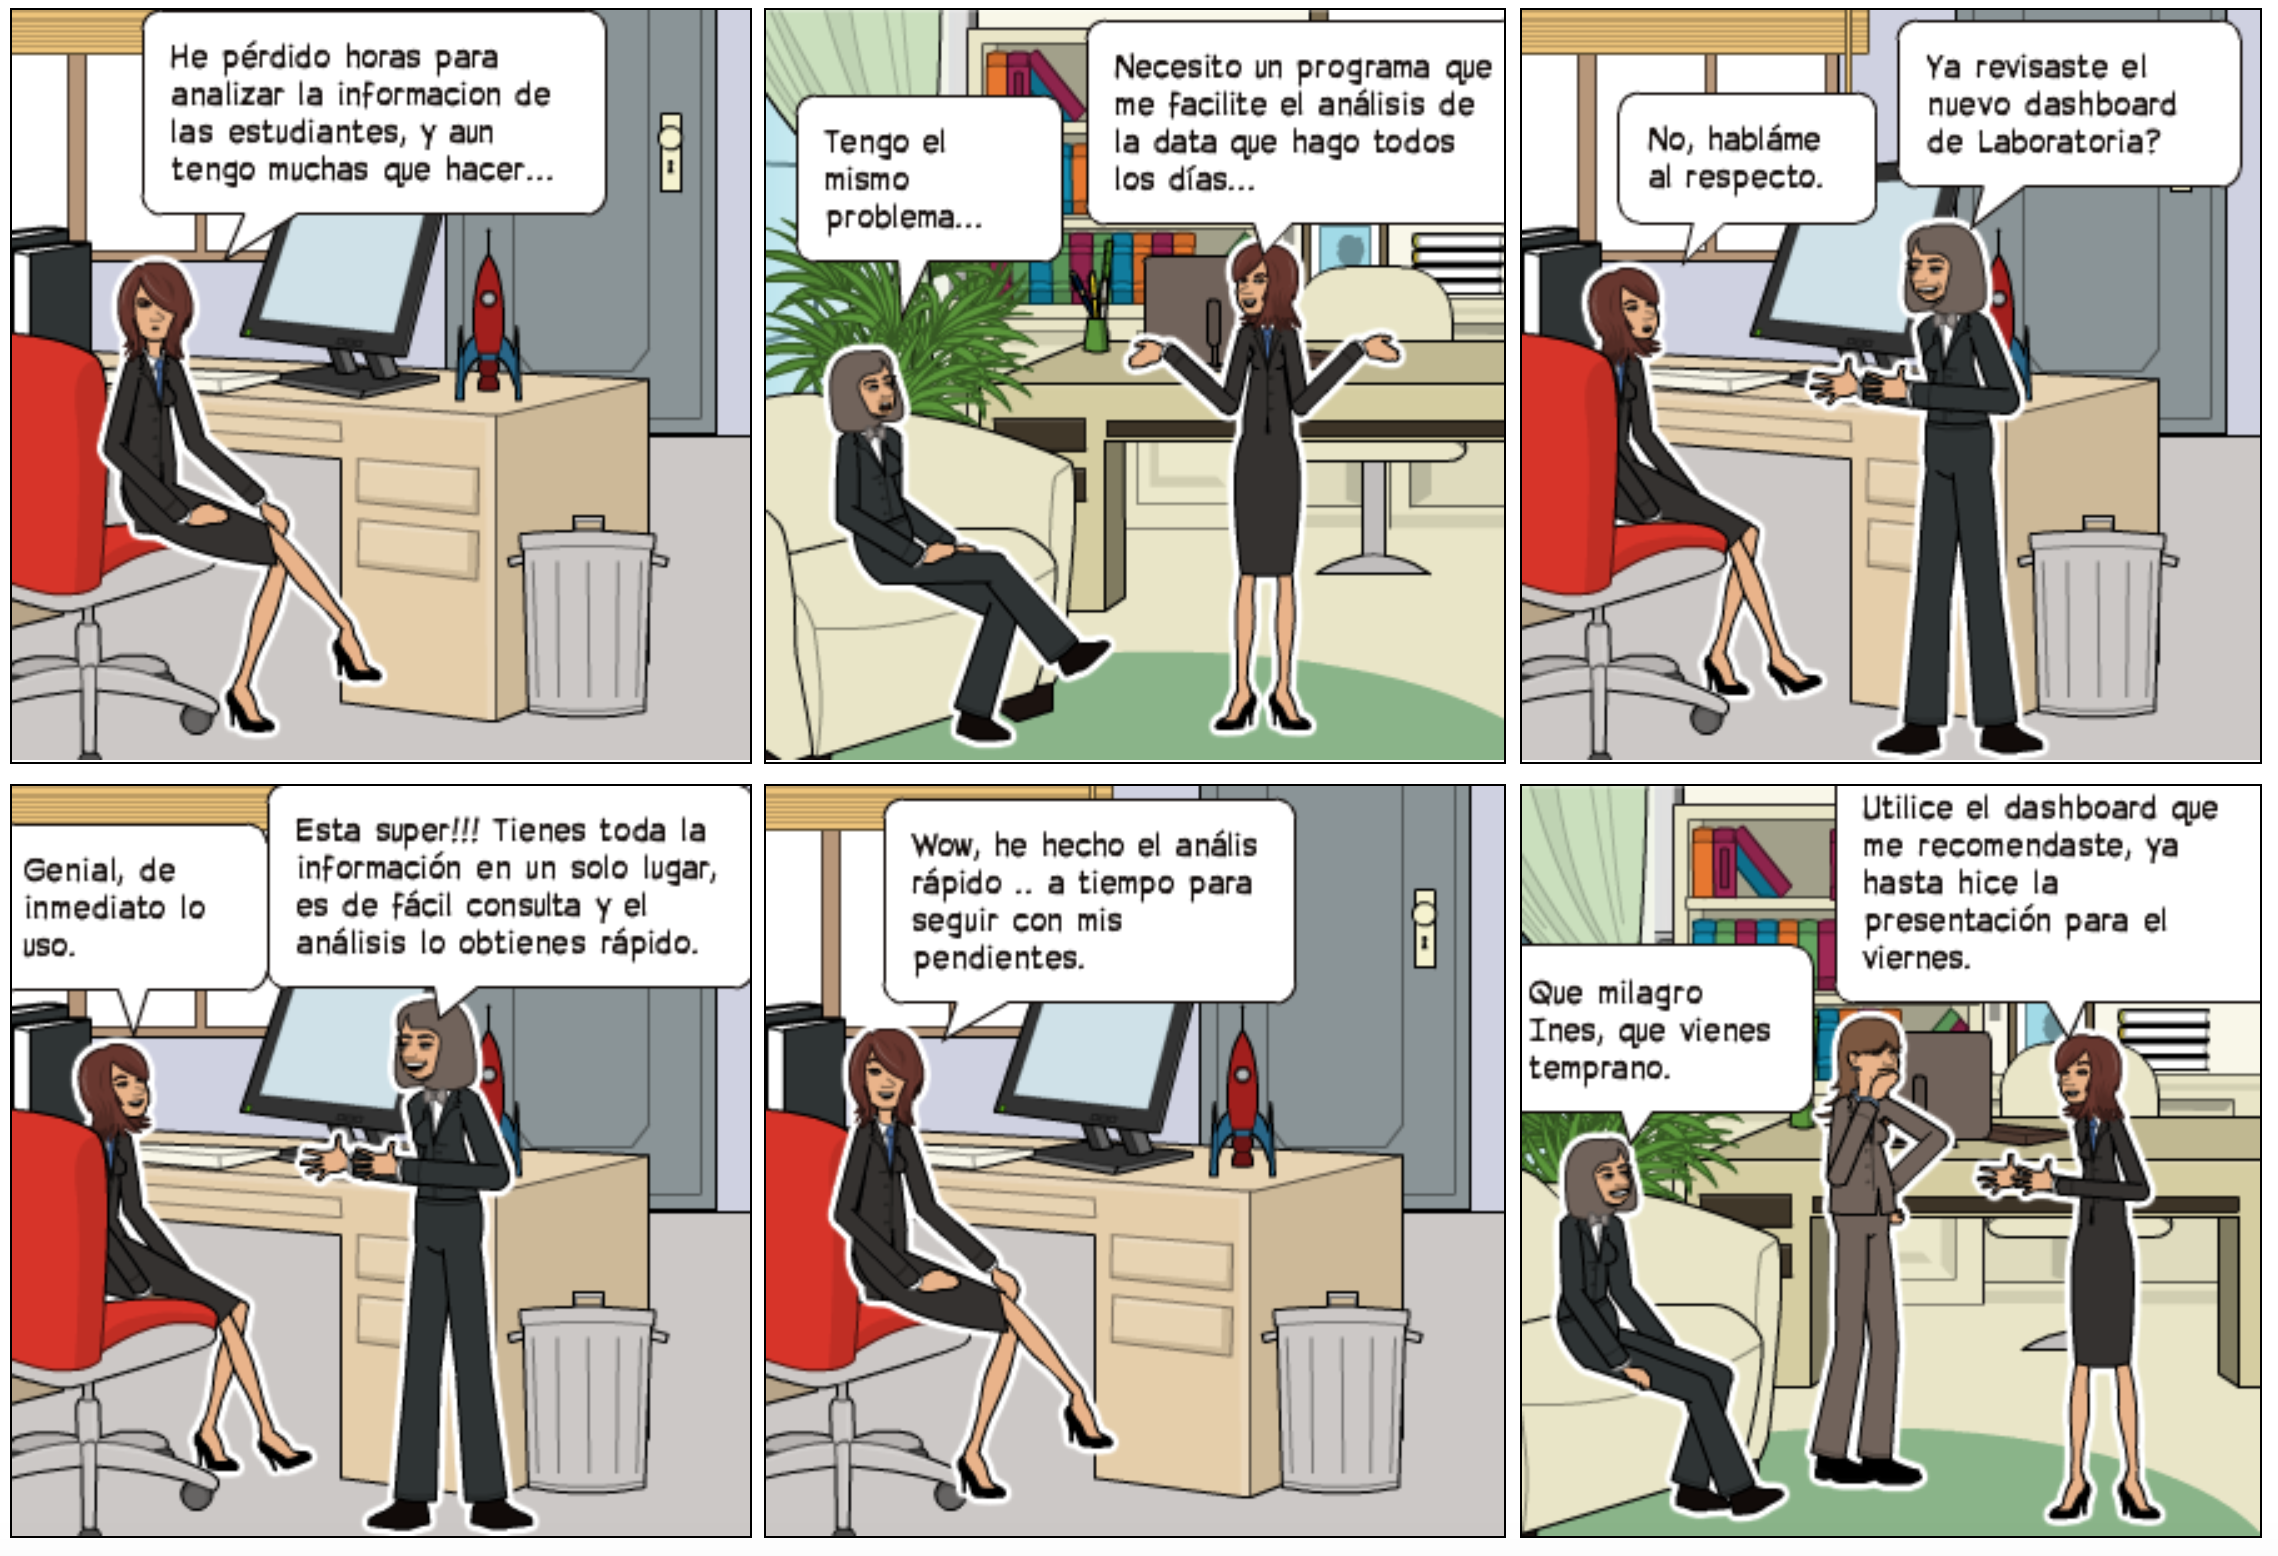 He pérdido horas para
analizar la informacion de
las estudiantes, y aun
tengo muchas que hacer...
Tengo el
mismo
problema...
Necesito un programa que
me facilite el análisis de
la data que hago todos
los días...
No, habláme
al respecto.
Ya revisaste el
nuevo dashboard
de Laboratoria?
Genial, de
inmediato lo
uso.
Esta super!!! Tienes toda la
información en un solo lugar,
es de fácil consulta y el
análisis lo obtienes rápido.
Wow, he hecho el anális
rápido .. a tiempo para
seguir con mis
pendientes.
Que milagro
Ines, que vienes
temprano.
Utilice el dashboard que
me recomendaste, ya
hasta hice la
presentación para el
viernes.